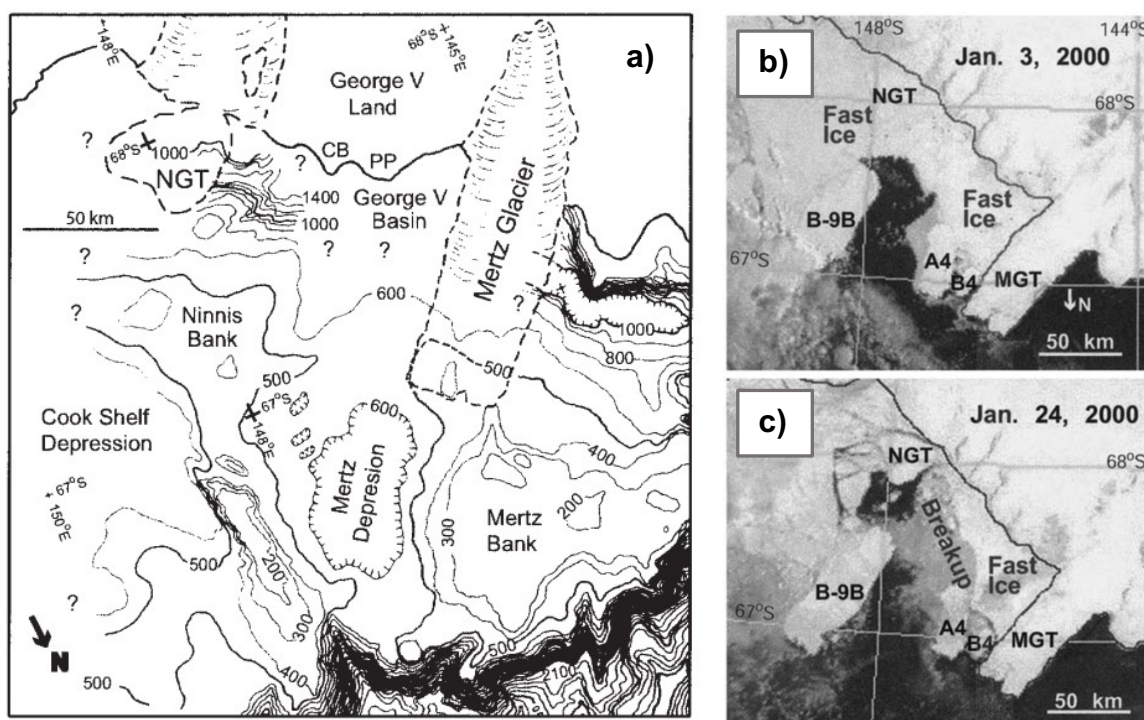 a)
148°E
68°S
145°E
George V
Land
?
68°S
1000
CB
PP
?
NGT
1400
1000
George V
Basin
50 km
?
?
?
?
Mertz Glacier
600
?
1000
800
Ninnis
Bank
?
500
500
67°S
148°E
600
Cook Shelf
Depression
Mertz
Depresion
400
200
300
Mertz
Bank
67°S
150°E
500
200
?
300
N
400
500
500
2100
b)
148°S
144°S
Jan. 3, 2000
NGT
68°S
Fast
Ice
Fast
Ice
B-9B
67°S
A4
B4
MGT
N
50 km
c)
Jan. 24, 2000
NGT
68°S
Breakup
Fast
Ice
B-9B
67°S
A4
B4
MGT
50 km